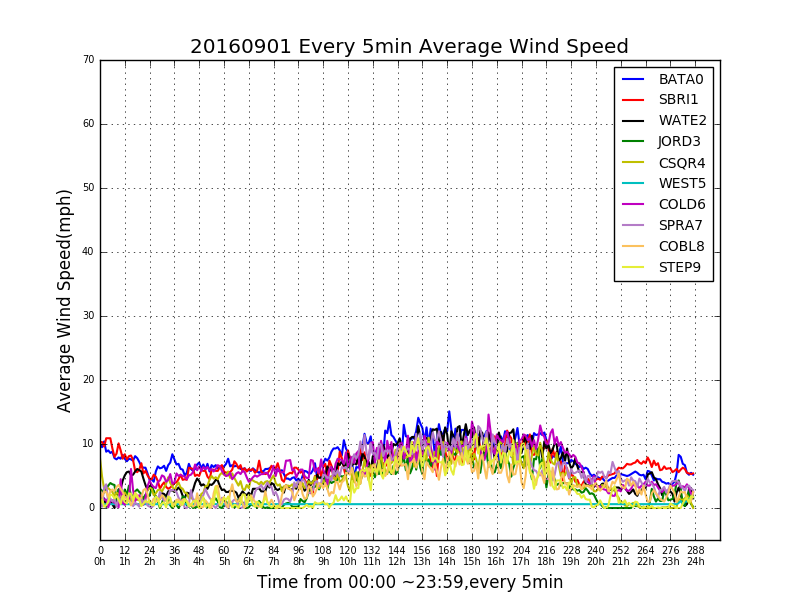 20160901 Every 5min Average Wind Speed
70
60
50
40
30
20
10
0
Average Wind Speed(mph)
BATA0
SBRI1
WATE2
JORD3
CSQR4
WEST5
COLD6
SPRA7
COBL8
STEP9
0 12 24 36 48 60 72 84 96 108 120 132 144 156 168 180 192 204 216 228 240 252 264 276 288
0h 1h 2h 3h 4h 5h 6h 7h 8h 9h 10h 11h 12h 13h 14h 15h 16h 17h 18h 19h 20h 21h 22h 23h 24h
Time from 00:00 ~23:59,every 5min